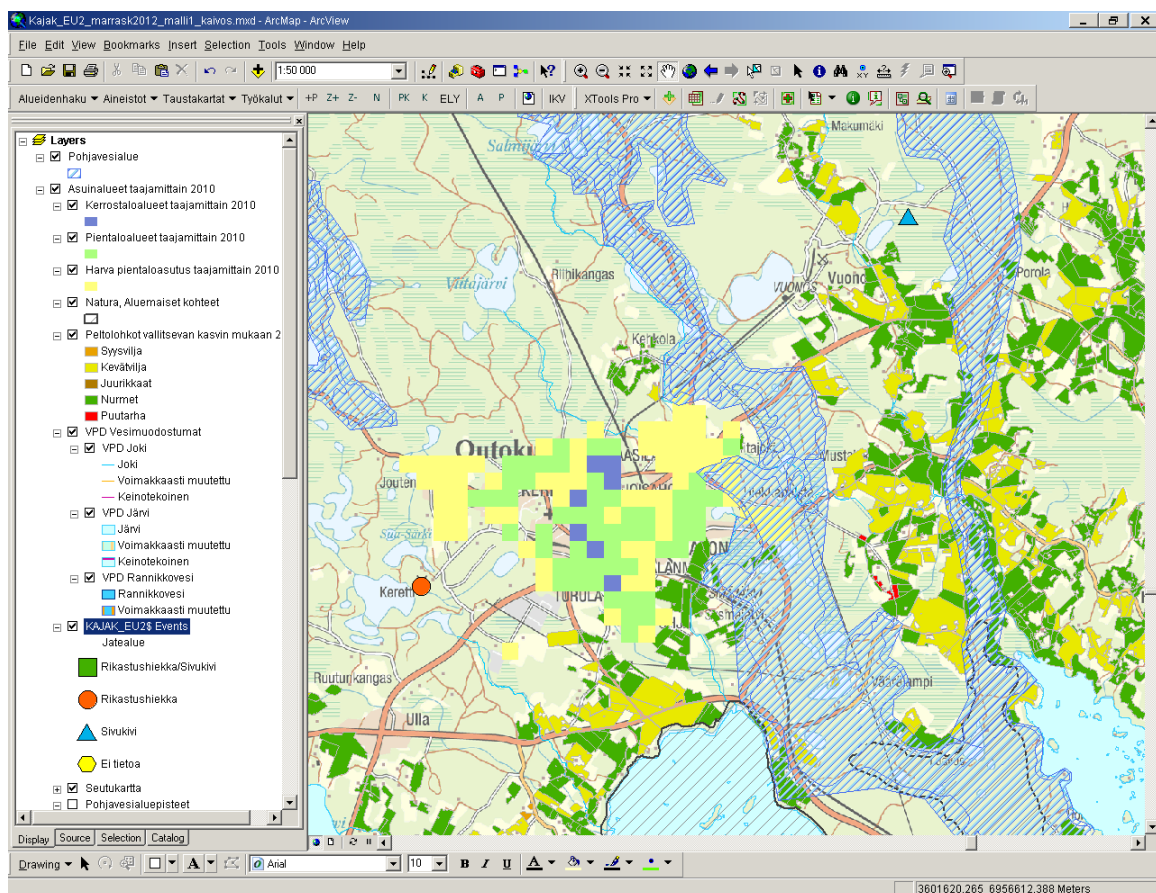 Kajak_EU2_marrask2012_malli1_kaivos.mxd - ArcMap - ArcView
File Edit View Bookmarks Insert Selection Tools Window Help
1:50 000
Alueidenhaku Aineistot Taustakartat Työkalut +P Z+ Z- N PK K ELY A P IKV XTools Pro
Layers
Pohjavesialue
Asuinalueet taajamittain 2010
Kerrostaloalueet taajamittain 2010
Pientaloalueet taajamittain 2010
Harva pientaloasutus taajamittain 2010
Natura, Aluemaiset kohteet
Peltolohkot vallitsevan kasvin mukaan 2
Syysvilja
Kevätvilja
Juurikkaat
Nurmet
Puutarha
VPD Vesimuodostumat
VPD Joki
Joki
Voimakkaasti muutettu
Keinotekoinen
VPD Järvi
Järvi
Voimakkaasti muutettu
Keinotekoinen
VPD Rannikkovesi
Rannikkovesi
Voimakkaasti muutettu
KAJAK_EU2$ Events
Jatealue
Rikastushiekka/Sivukivi
Rikastushiekka
Sivukivi
Ei tietoa
Seutukartta
Pohjavesialuepisteet
Display Source Selection Catalog
Makumäki
Salmijärvi
Riihikangas
Viitajärvi
Vuono
VUONOS
Porola
Kehkola
Outoku
Jouten
Musta
Keretti
TURULA
Ruutunkangas
Väärälampi
Ulla
Drawing Arial 10 B I U A
3601620.265 6956612.388 Meters